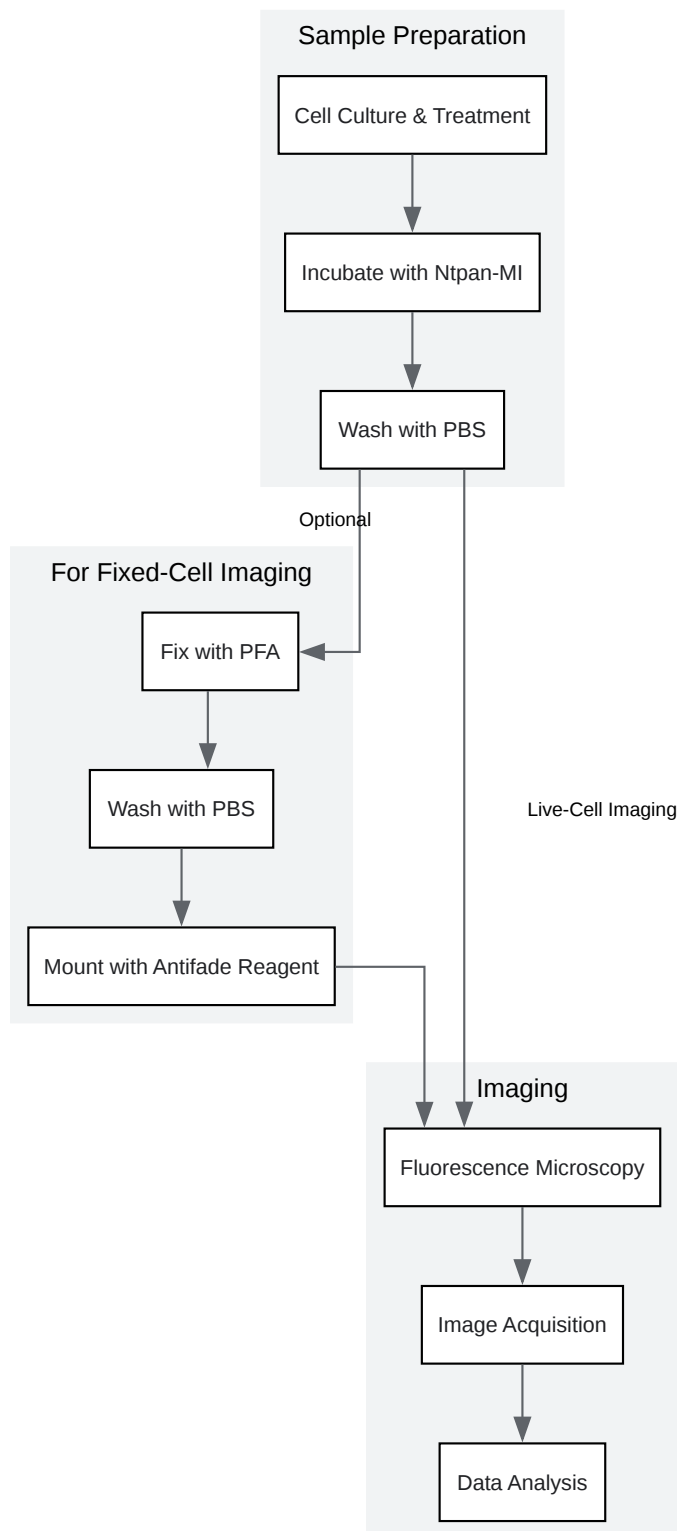 Sample Preparation
Cell Culture & Treatment
Incubate with Ntpan-MI
Wash with PBS
Optional
For Fixed-Cell Imaging
Fix with PFA
Wash with PBS
Live-Cell Imaging
Mount with Antifade Reagent
Imaging
Fluorescence Microscopy
Image Acquisition
Data Analysis